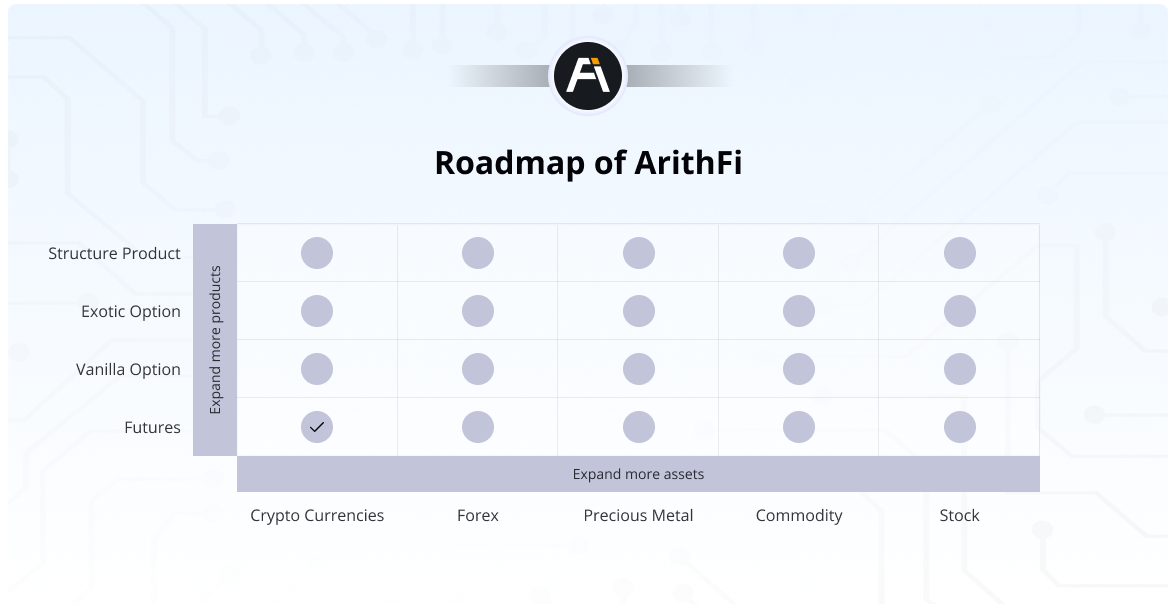 Ai
Roadmap of ArithFi
Structure Product
Exotic Option
Vanilla Option
Futures
Expand more products
Expand more assets
Crypto Currencies
Forex
Precious Metal
Commodity
Stock